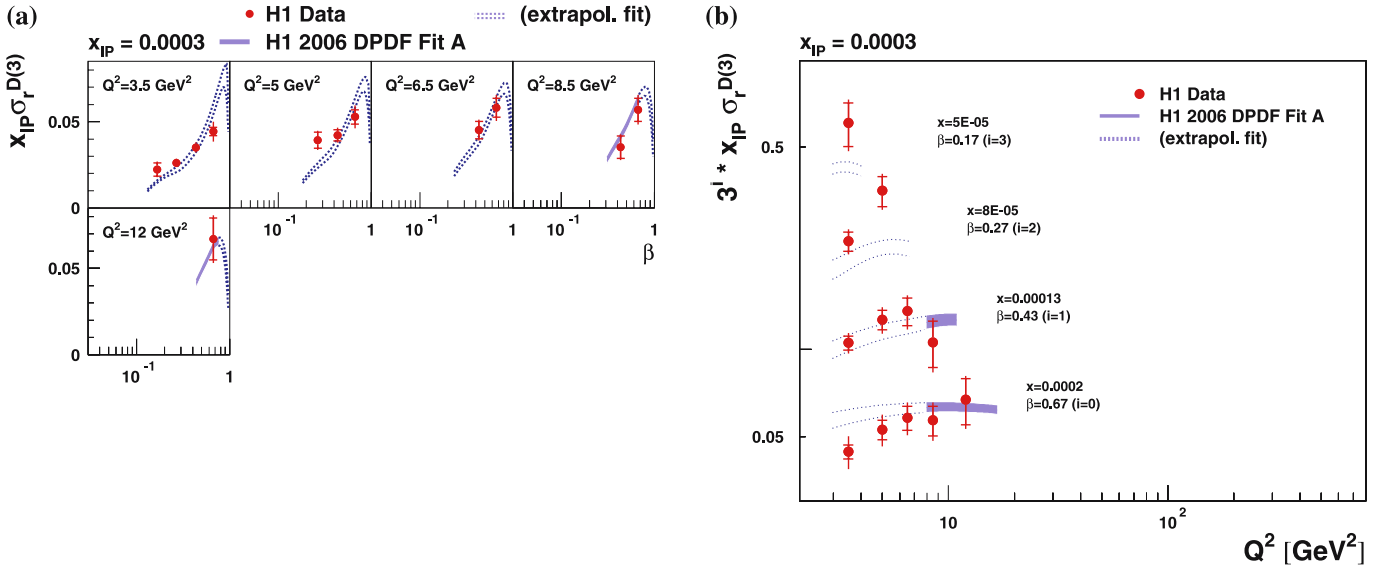 (a)
H1 Data
(extrapol. fit)
H1 2006 DPDF Fit A
x_IP = 0.0003
x_IP σ_r^D(3)
Q²=3.5 GeV²
Q²=5 GeV²
Q²=6.5 GeV²
Q²=8.5 GeV²
0.05
0
10⁻¹
1
10⁻¹
1
10⁻¹
1
β
Q²=12 GeV²
0.05
0
10⁻¹
1
(b)
x_IP = 0.0003
3^i * x_IP σ_r^D(3)
H1 Data
H1 2006 DPDF Fit A
(extrapol. fit)
x=5E-05
β=0.17 (i=3)
x=8E-05
β=0.27 (i=2)
x=0.00013
β=0.43 (i=1)
x=0.0002
β=0.67 (i=0)
0.5
0.05
10
10²
Q² [GeV²]